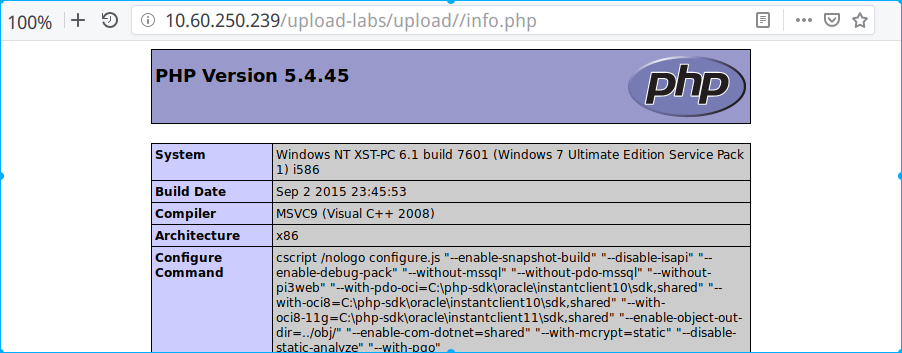 100%
10.60.250.239/upload-labs/upload//info.php
PHP Version 5.4.45
php
System
Windows NT XST-PC 6.1 build 7601 (Windows 7 Ultimate Edition Service Pack
1) i586
Build Date
Sep 2 2015 23:45:53
Compiler
MSVC9 (Visual C++ 2008)
Architecture
x86
Configure
Command
cscript /nologo configure.js "--enable-snapshot-build" "--disable-isapi" "--
enable-debug-pack" "--without-mssql" "--without-pdo-mssql" "--without-
pi3web" "--with-pdo-oci=C:\php-sdk\oracle\instantclient10\sdk,shared" "--
with-oci8=C:\php-sdk\oracle\instantclient10\sdk,shared" "--with-
oci8-11g=C:\php-sdk\oracle\instantclient11\sdk,shared" "--enable-object-out-
dir=../obj/" "--enable-com-dotnet=shared" "--with-mcrypt=static" "--disable-
static-analyze" "--with-pgo"